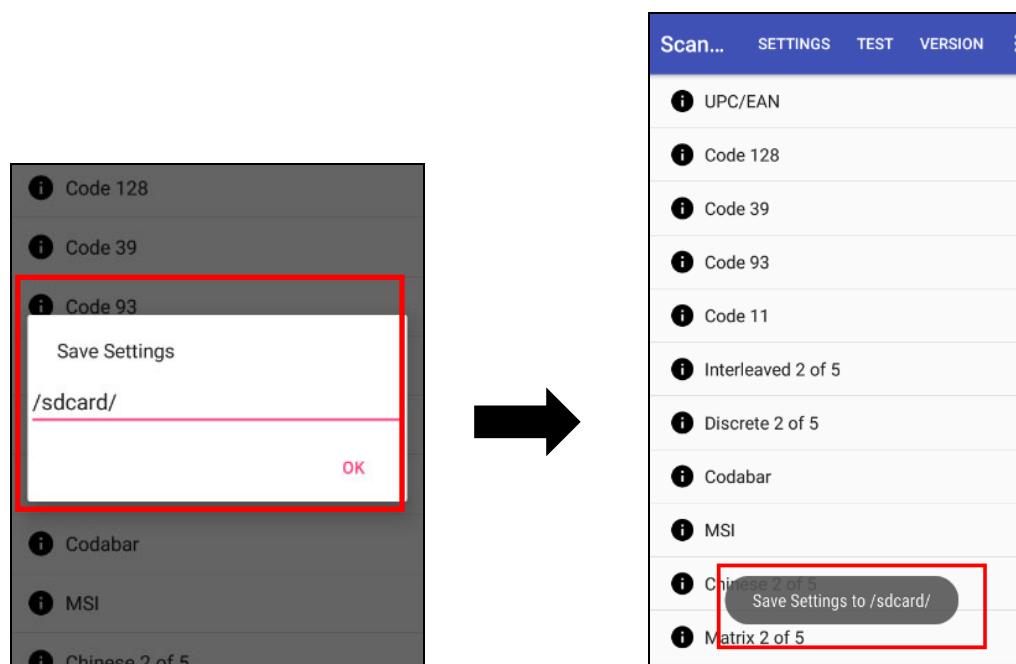 Code 128
Code 39
Code 93
Save Settings
/sdcard/
OK
Codabar
MSI
Chinese 2 of 5
Scan... SETTINGS TEST VERSION
UPC/EAN
Code 128
Code 39
Code 93
Code 11
Interleaved 2 of 5
Discrete 2 of 5
Codabar
MSI
Chinese 2 of 5
Save Settings to /sdcard/
Matrix 2 of 5